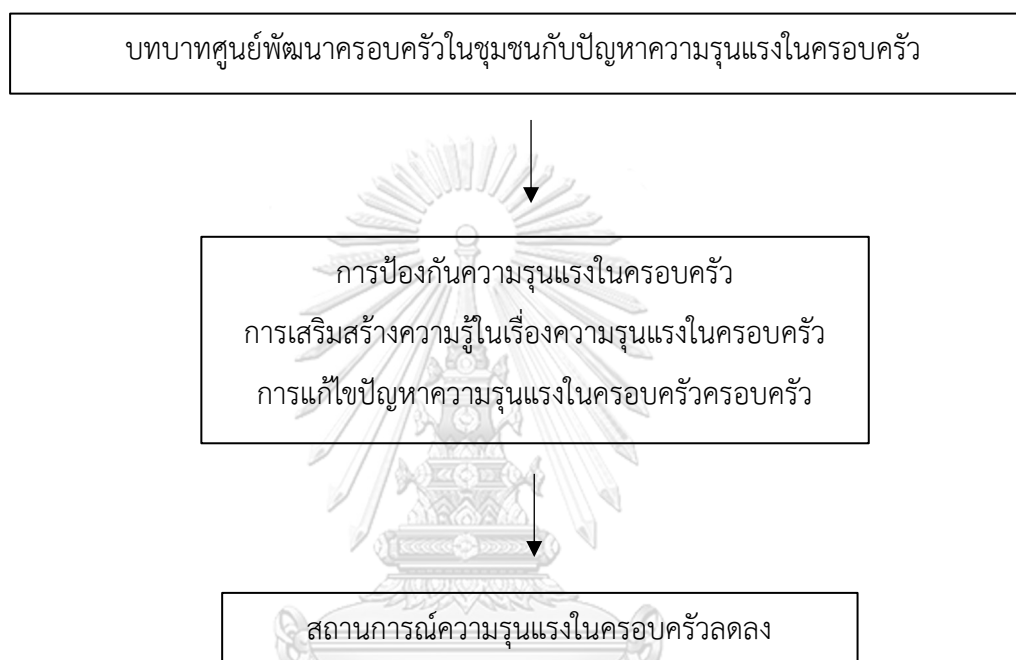 บทบาทศูนย์พัฒนาครอบครัวในชุมชนกับปัญหาความรุนแรงในครอบครัว
การป้องกันความรุนแรงในครอบครัว
การเสริมสร้างความรู้ในเรื่องความรุนแรงในครอบครัว
การแก้ไขปัญหาความรุนแรงในครอบครัวครอบครัว
สถานการณ์ความรุนแรงในครอบครัวลดลง